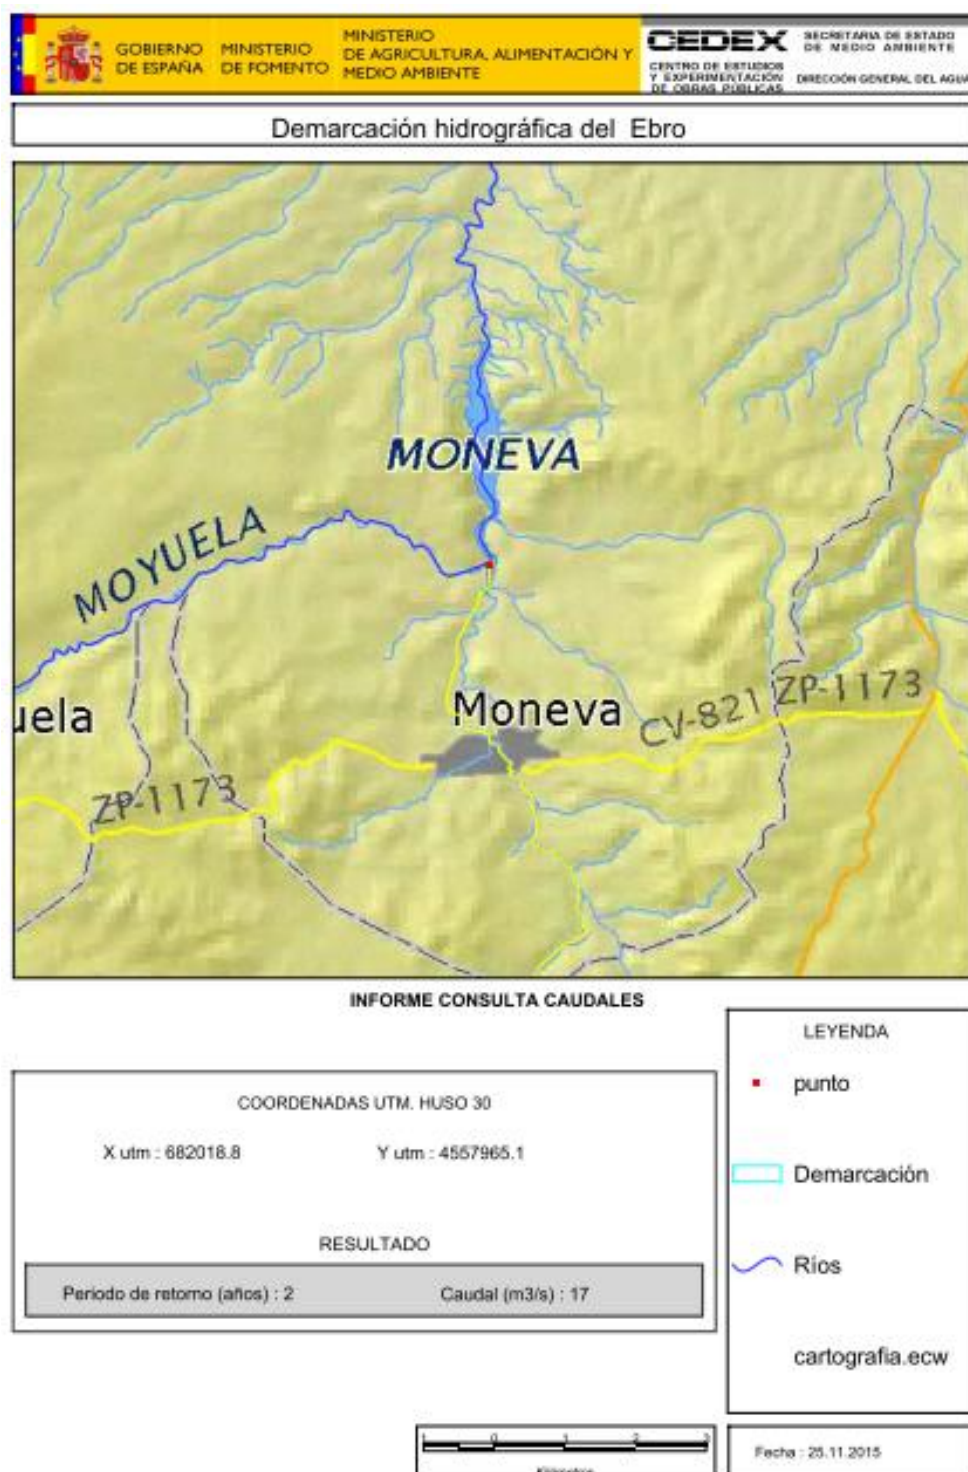 GOBIERNO
DE ESPAÑA
MINISTERIO
DE FOMENTO
MINISTERIO
DE AGRICULTURA, ALIMENTACIÓN Y
MEDIO AMBIENTE
CEDEX
CENTRO DE ESTUDIOS
Y EXPERIMENTACIÓN
DE OBRAS PÚBLICAS
SECRETARIA DE ESTADO
DE MEDIO AMBIENTE
DIRECCIÓN GENERAL DEL AGUA
Demarcación hidrográfica del Ebro
MONEVA
MOYUELA
uela
Moneva
CV-821
ZP-1173
ZP-1173
INFORME CONSULTA CAUDALES
COORDENADAS UTM. HUSO 30
X utm : 682018.8 Y utm : 4557965.1
RESULTADO
Periodo de retorno (años) : 2 Caudal (m3/s) : 17
LEYENDA
punto
Demarcación
Ríos
cartografia.ecw
1 0 1 2 3
Fecha : 25.11.2015